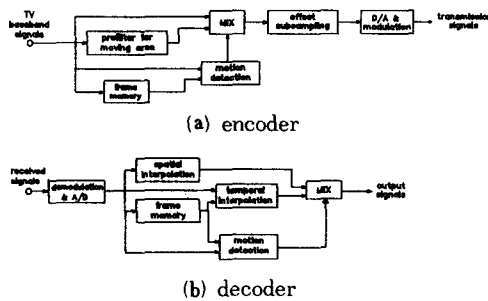 TV
baseband
signals
prefilter for
moving area
MIX
offset
subsampling
D/A &
modulation
transmission
signals
motion
detection
frame
memory
(a) encoder
received
signals
demodulation
& A/D
spatial
interpolation
temporal
interpolation
MIX
output
signals
frame
memory
motion
detection
(b) decoder